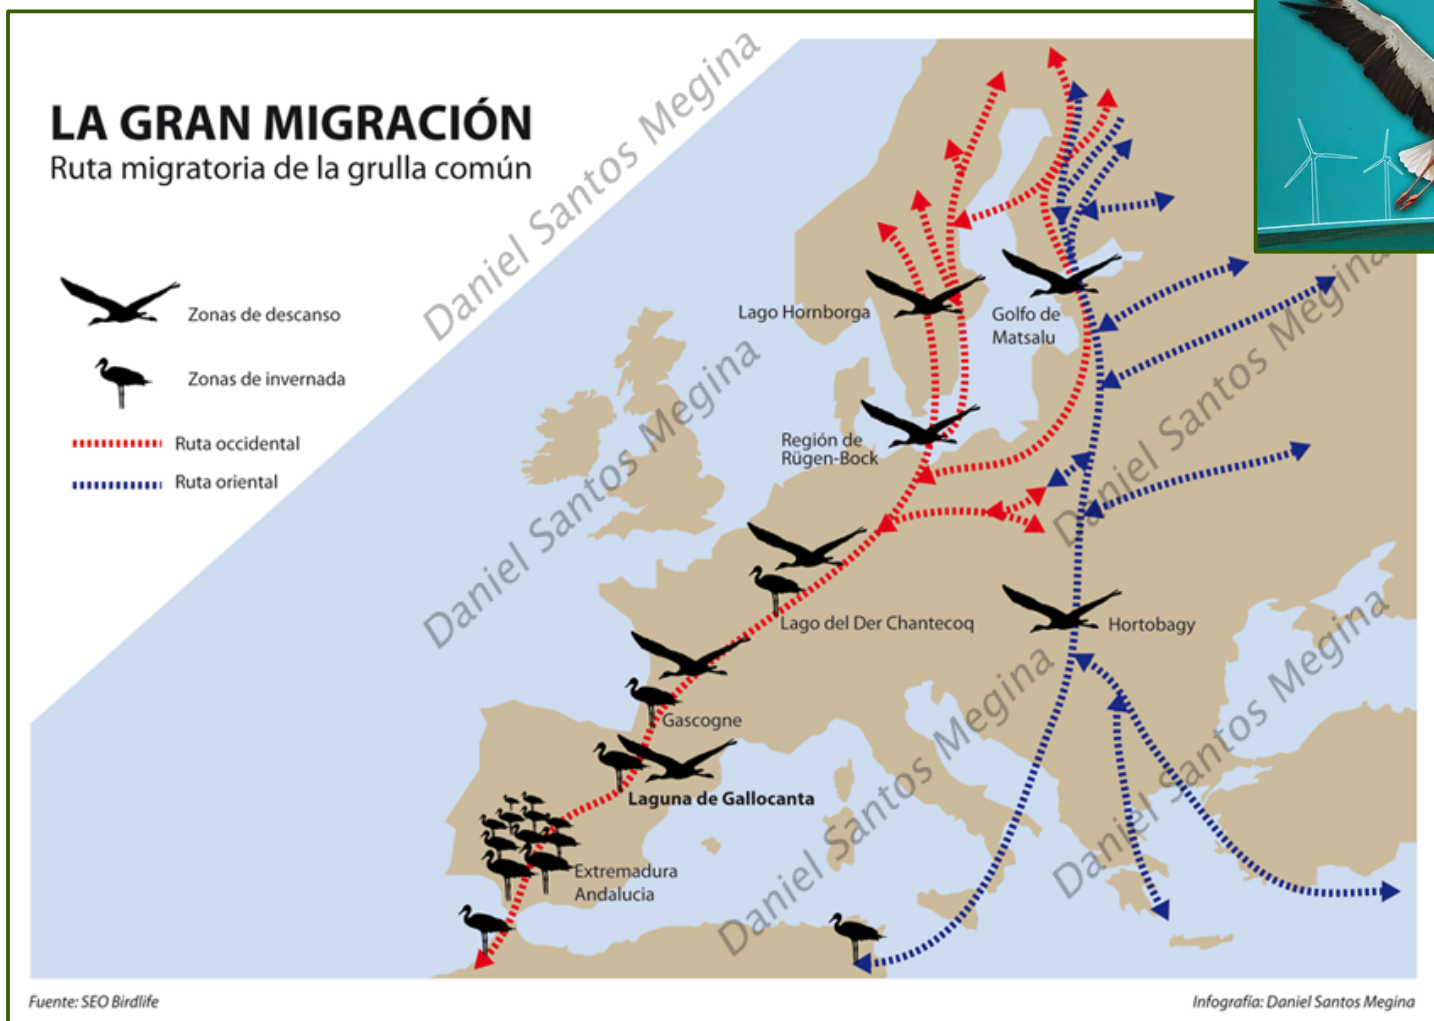 LA GRAN MIGRACIÓN
Ruta migratoria de la grulla común
Zonas de descanso
Zonas de invernada
Ruta occidental
Ruta oriental
Lago Hornborga
Golfo de
Matsalu
Región de
Rügen-Bock
Lago del Der Chantecoq
Hortobagy
Gascogne
Laguna de Gallocanta
Extremadura
Andalucia
Daniel Santos Megina
Daniel Santos Megina
Daniel Santos Megina
Daniel Santos Megina
Daniel Santos Megina
Daniel Santos Megina
Fuente: SEO Birdlife
Infografía: Daniel Santos Megina